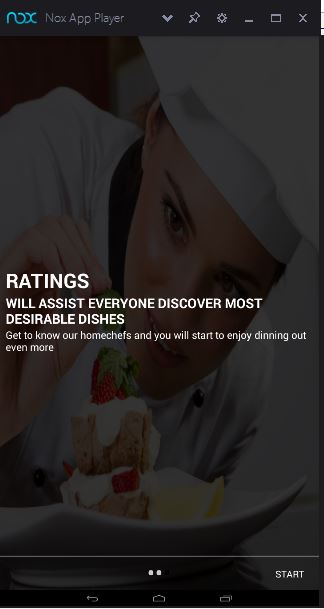 nox Nox App Player
RATINGS
WILL ASSIST EVERYONE DISCOVER MOST
DESIRABLE DISHES
Get to know our homechefs and you will start to enjoy dinning out
even more
START